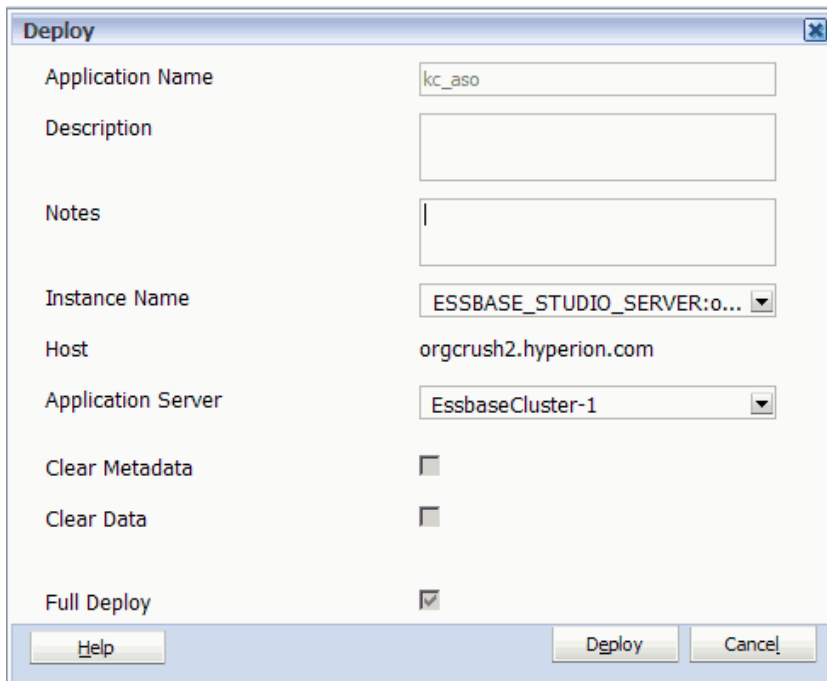 Deploy
Application Name
kc_aso
Description
Notes
Instance Name
ESSBASE_STUDIO_SERVER:o...
Host
orgcrush2.hyperion.com
Application Server
EssbaseCluster-1
Clear Metadata
Clear Data
Full Deploy
Help
Deploy
Cancel